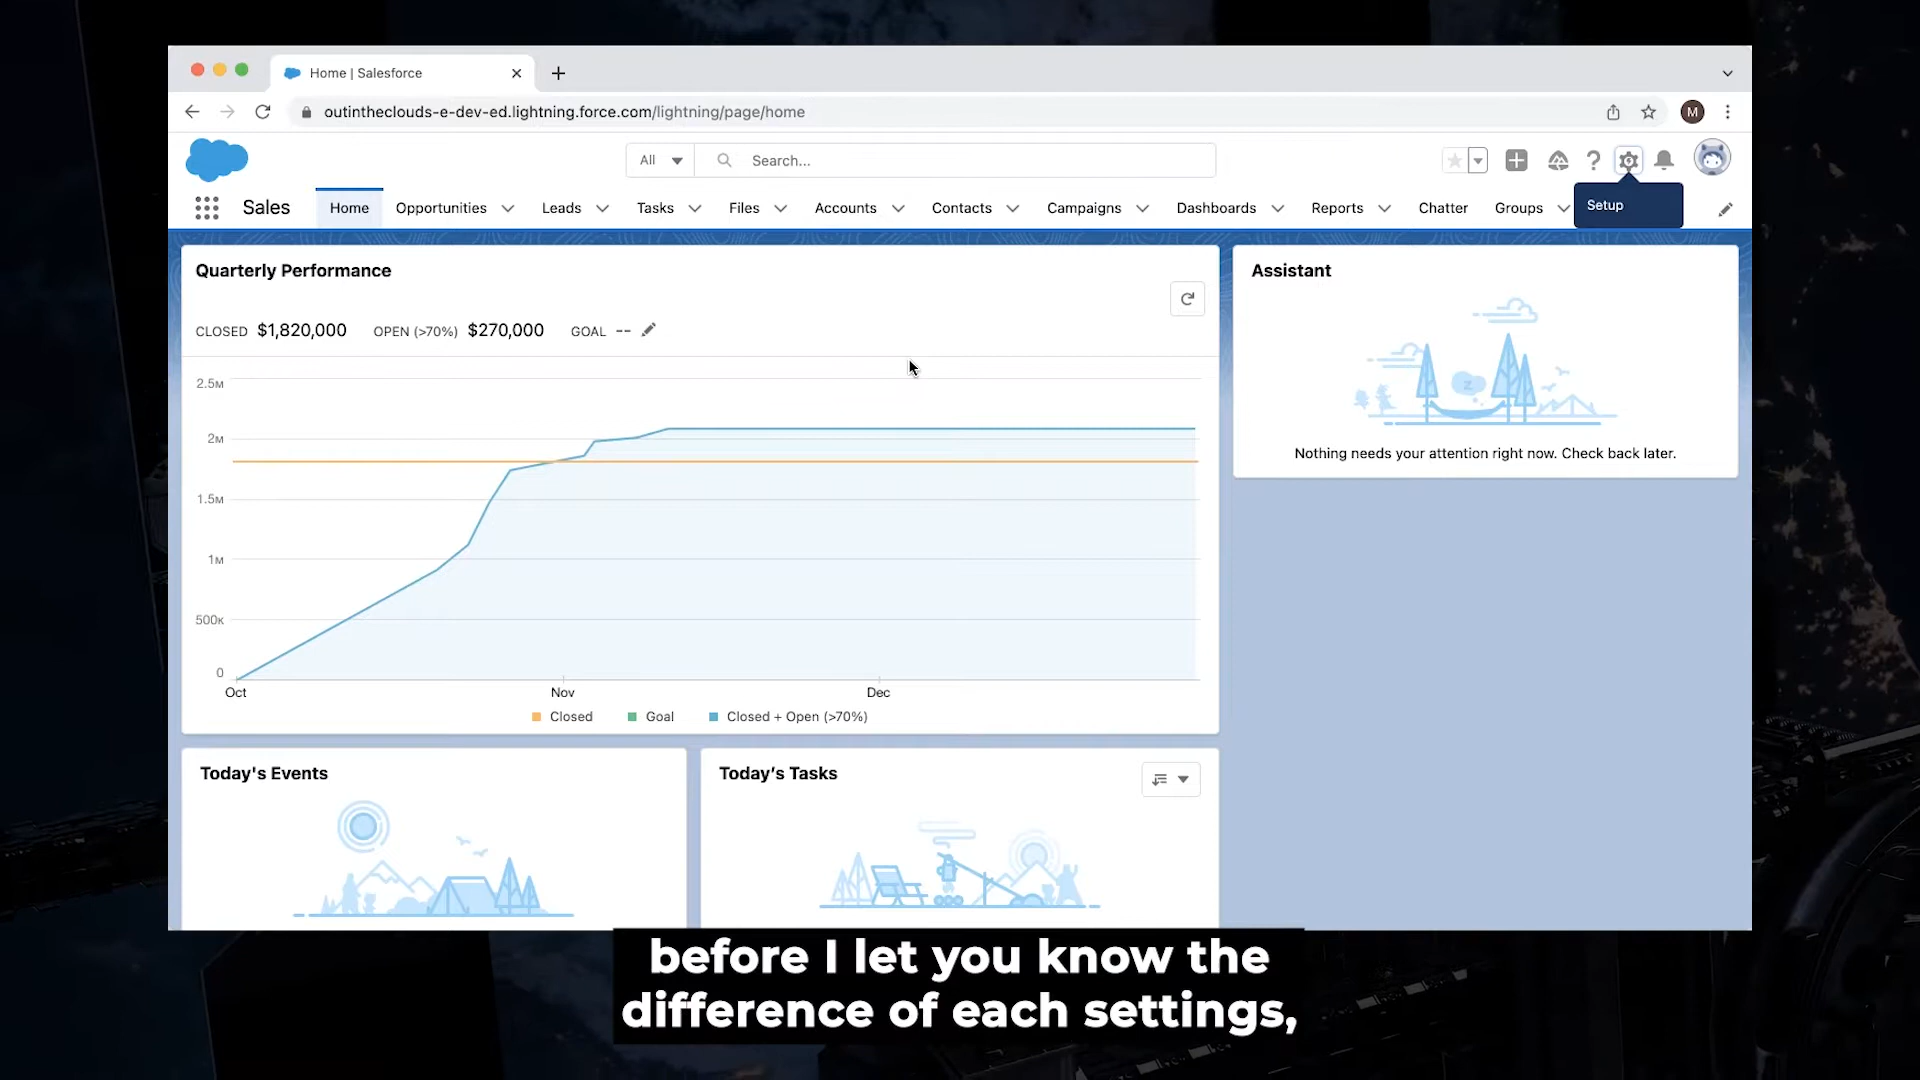 Home | Salesforce
outintheclouds-e-dev-ed.lightning.force.com/lightning/page/home
M
All
Search...
Sales
Home
Opportunities
Leads
Tasks
Files
Accounts
Contacts
Campaigns
Dashboards
Reports
Chatter
Groups
Setup
Quarterly Performance
CLOSED $1,820,000 OPEN (>70%) $270,000 GOAL --
2.5M
2M
1.5M
1M
500K
0
Oct Nov Dec
Closed Goal Closed + Open (>70%)
Assistant
z
Nothing needs your attention right now. Check back later.
Today's Events
Today's Tasks
before I let you know the
difference of each settings,